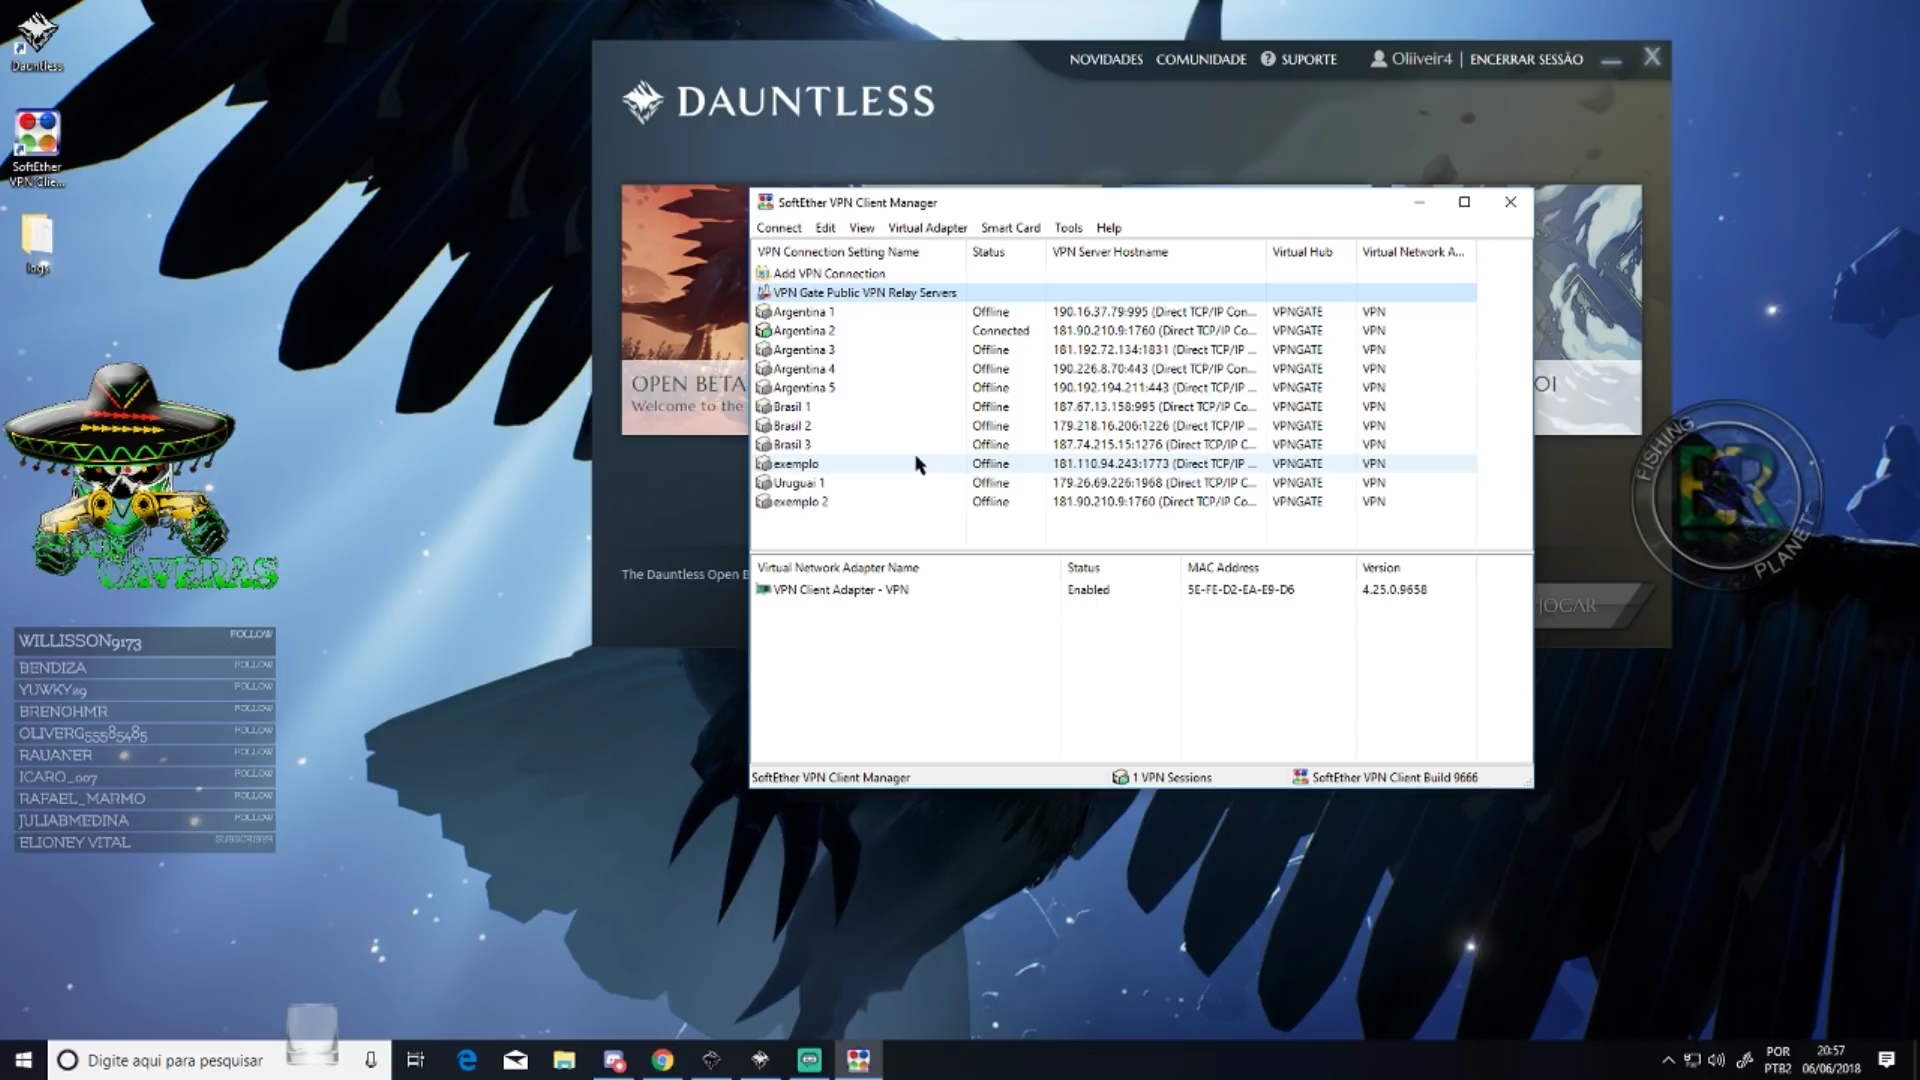 Dauntless
SoftEther
VPN Clie...
logs
NOVIDADES COMUNIDADE ? SUPORTE Oliiveir4 | ENCERRAR SESSÃO
DAUNTLESS
OPEN BETA
Welcome to the
The Dauntless Open B
JOGAR
SoftEther VPN Client Manager
Connect Edit View Virtual Adapter Smart Card Tools Help
VPN Connection Setting Name Status VPN Server Hostname Virtual Hub Virtual Network A...
Add VPN Connection
VPN Gate Public VPN Relay Servers
Argentina 1 Offline 190.16.37.79:995 (Direct TCP/IP Con... VPNGATE VPN
Argentina 2 Connected 181.90.210.9:1760 (Direct TCP/IP Co... VPNGATE VPN
Argentina 3 Offline 181.192.72.134:1831 (Direct TCP/IP ... VPNGATE VPN
Argentina 4 Offline 190.226.8.70:443 (Direct TCP/IP Con... VPNGATE VPN
Argentina 5 Offline 190.192.194.211:443 (Direct TCP/IP ... VPNGATE VPN
Brasil 1 Offline 187.67.13.158:995 (Direct TCP/IP Co... VPNGATE VPN
Brasil 2 Offline 179.218.16.206:1226 (Direct TCP/IP ... VPNGATE VPN
Brasil 3 Offline 187.74.215.15:1276 (Direct TCP/IP C... VPNGATE VPN
exemplo Offline 181.110.94.243:1773 (Direct TCP/IP ... VPNGATE VPN
Uruguai 1 Offline 179.26.69.226:1968 (Direct TCP/IP ... VPNGATE VPN
exemplo 2 Offline 181.90.210.9:1760 (Direct TCP/IP Co... VPNGATE VPN
Virtual Network Adapter Name Status MAC Address Version
VPN Client Adapter - VPN Enabled 5E-FE-D2-EA-E9-D6 4.25.0.9658
SoftEther VPN Client Manager 1 VPN Sessions SoftEther VPN Client Build 9666
FISHING
BR
PLANET
CAVERAS
WILLISSON9173 FOLLOW
BENDIZA FOLLOW
YUWKY29 FOLLOW
BRENOHMR FOLLOW
OLIVERG55585485 FOLLOW
RAUANER FOLLOW
ICARO_007 FOLLOW
RAFAEL_MARMO FOLLOW
JULIABMEDINA FOLLOW
ELIONEY VITAL SUBSCRIBER
Digite aqui para pesquisar
POR
PTB2
20:57
06/06/2018